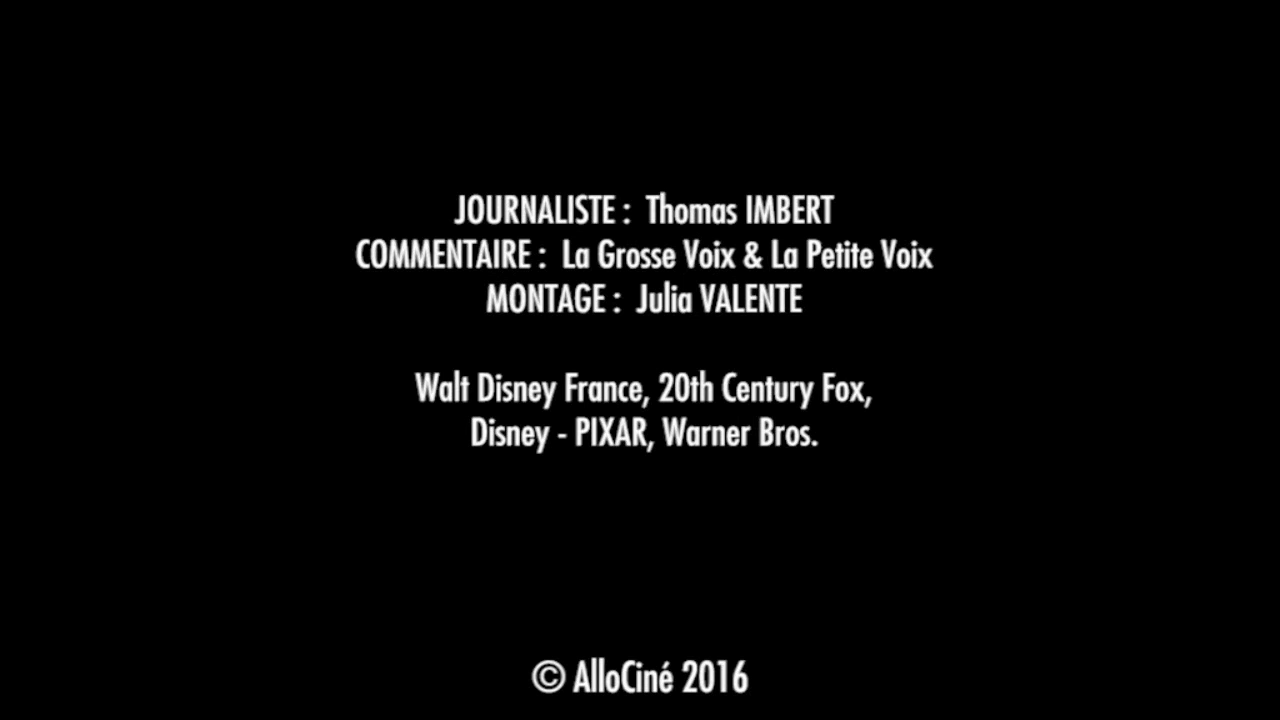 JOURNALISTE : Thomas IMBERT
COMMENTAIRE : La Grosse Voix & La Petite Voix
MONTAGE : Julia VALENTE
Walt Disney France, 20th Century Fox,
Disney - PIXAR, Warner Bros.
© AlloCiné 2016